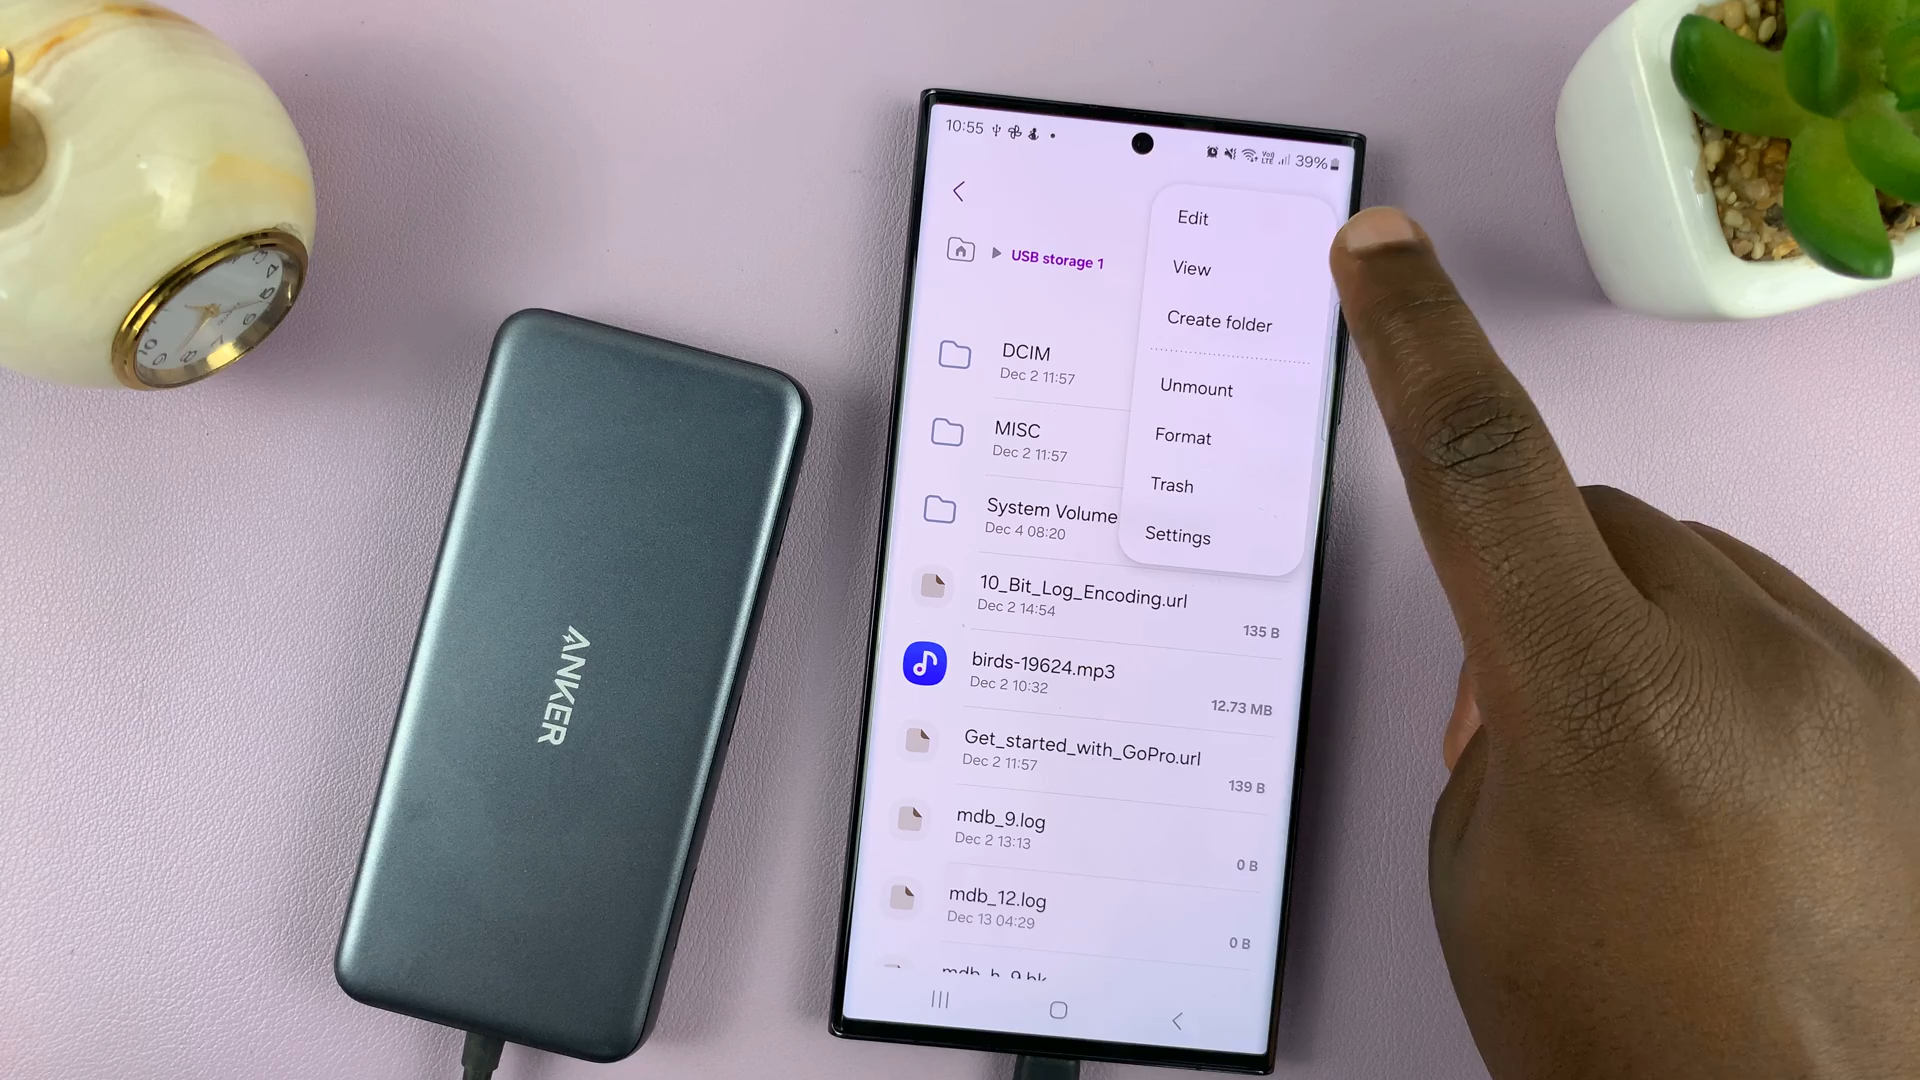 10:55
39%
Edit
View
Create folder
Unmount
Format
Trash
Settings
USB storage 1
DCIM
Dec 2 11:57
MISC
Dec 2 11:57
System Volume
Dec 4 08:20
10_Bit_Log_Encoding.url
Dec 2 14:54
135 B
birds-19624.mp3
Dec 2 10:32
12.73 MB
Get_started_with_GoPro.url
Dec 2 11:57
139 B
mdb_9.log
Dec 2 13:13
0 B
mdb_12.log
Dec 13 04:29
0 B
ANKER